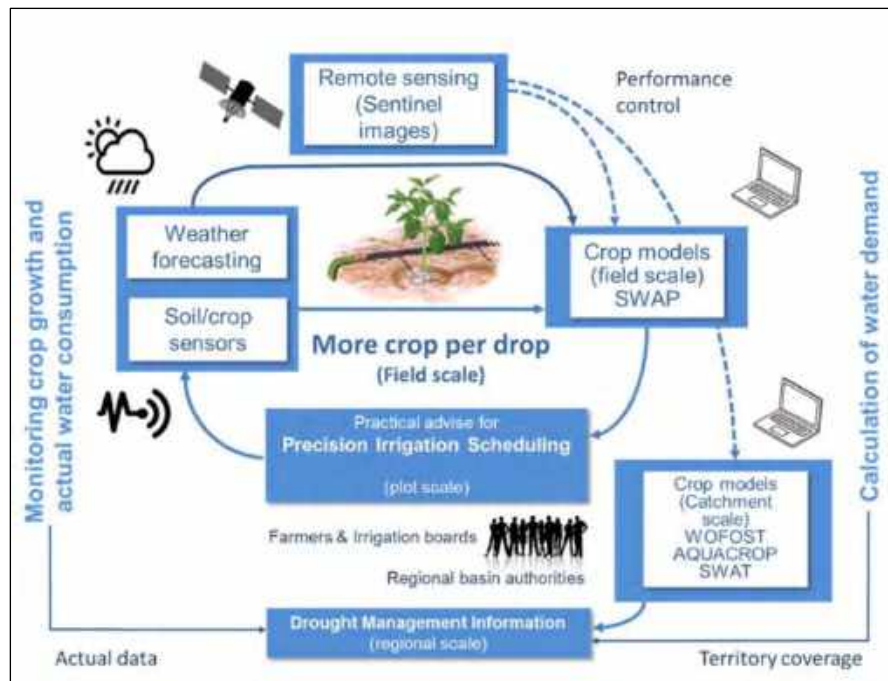 Remote sensing
(Sentinel
images)
Performance
control
Monitoring crop growth and
actual water consumption
Calculation of water demand
Weather
forecasting
Soil/crop
sensors
Crop models
(field scale)
SWAP
More crop per drop
(Field scale)
Practical advise for
Precision Irrigation Scheduling
(plot scale)
Crop models
(Catchment
scale)
WOFOST
AQUACROP
SWAT
Farmers & Irrigation boards
Regional basin authorities
Drought Management Information
(regional scale)
Actual data
Territory coverage